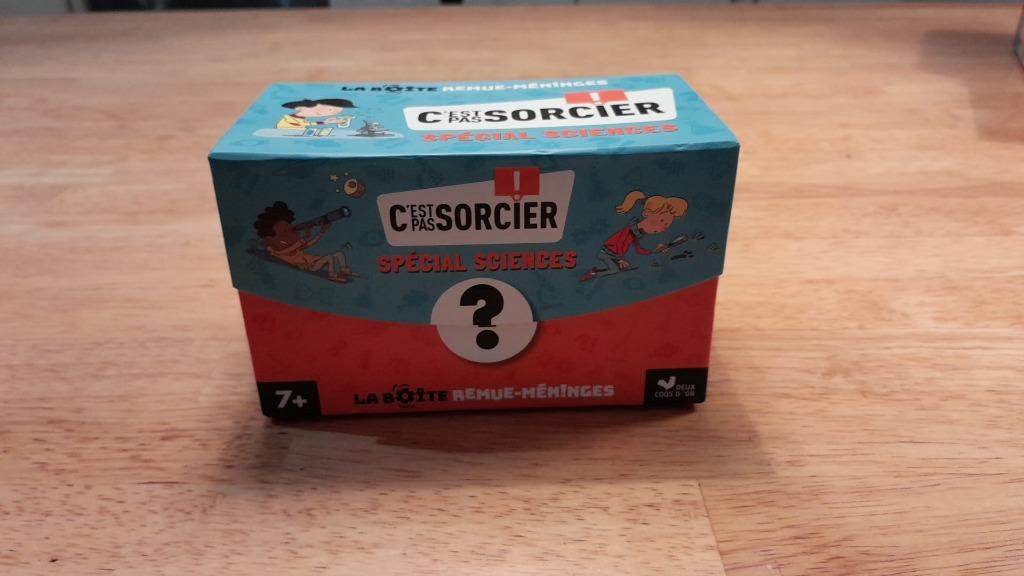 LA BOÎTE REMUE-MÉNINGES
C'EST PAS SORCIER !
SPÉCIAL SCIENCES
C'EST PAS SORCIER !
SPÉCIAL SCIENCES
?
7+
LA BOÎTE REMUE-MÉNINGES
DEUX
COQS D'OR